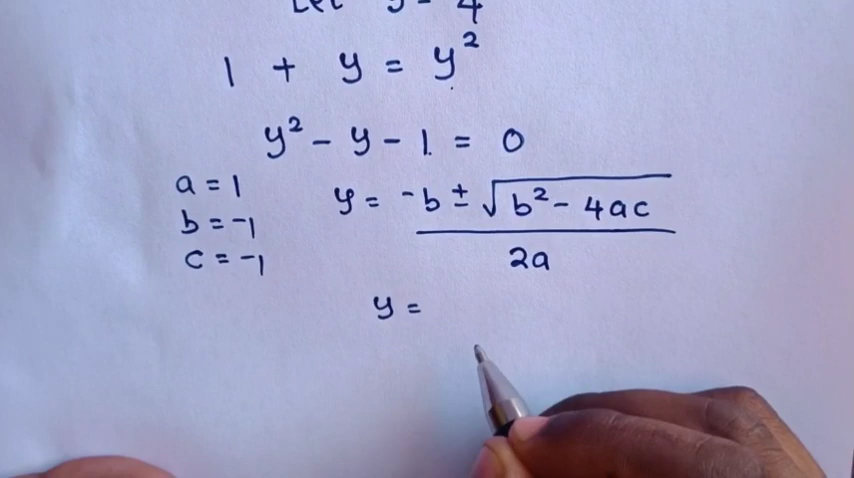 1 + y = y²
y² - y - 1 = 0
a = 1
b = -1
c = -1
y = -b ± √(b² - 4ac)
2a
y =